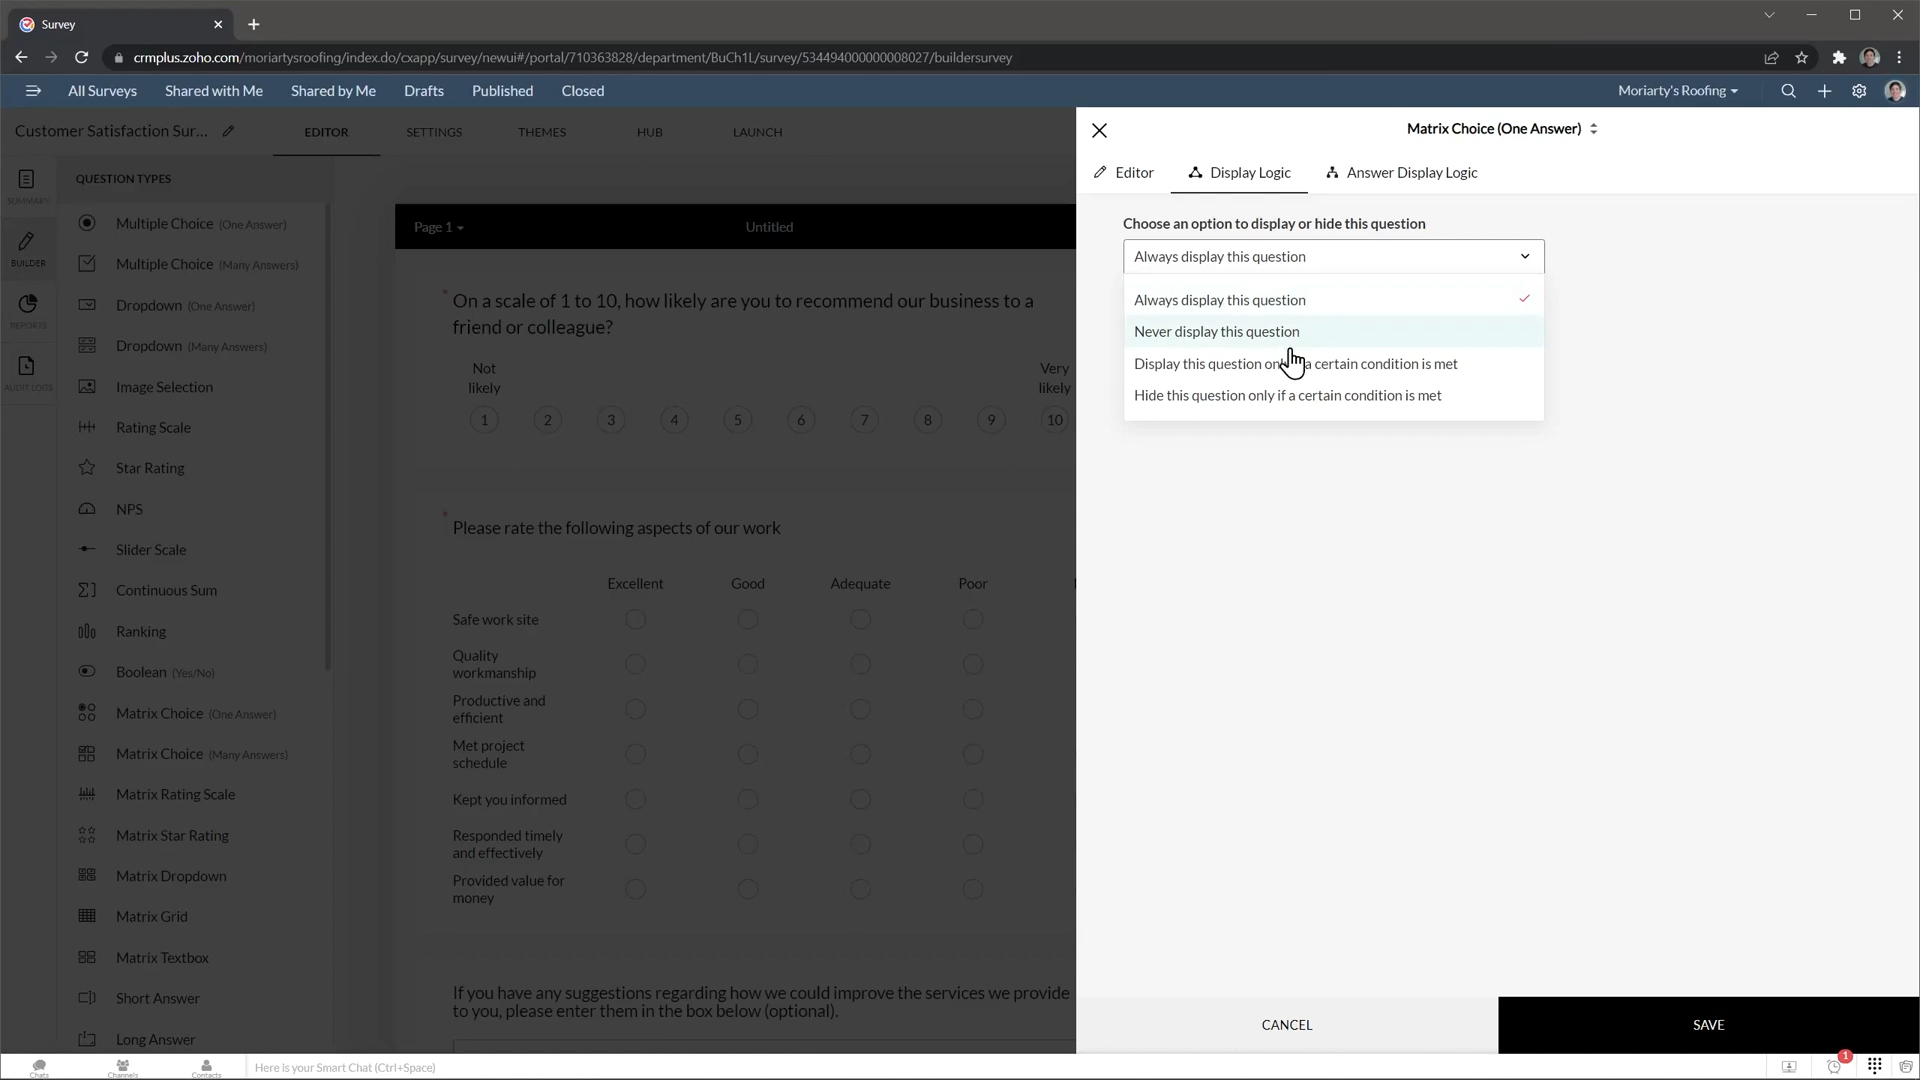 Survey
crmplus.zoho.com/moriartysroofing/index.do/cxapp/survey/newui#/portal/710363828/department/BuCh1L/survey/534494000000008027/buildersurvey
All Surveys
Shared with Me
Shared by Me
Drafts
Published
Closed
Moriarty's Roofing
Customer Satisfaction Sur...
EDITOR
SETTINGS
THEMES
HUB
LAUNCH
SUMMARY
BUILDER
REPORTS
AUDIT LOGS
QUESTION TYPES
Multiple Choice (One Answer)
Multiple Choice (Many Answers)
Dropdown (One Answer)
Dropdown (Many Answers)
Image Selection
Rating Scale
Star Rating
NPS
Slider Scale
Continuous Sum
Ranking
Boolean (Yes/No)
Matrix Choice (One Answer)
Matrix Choice (Many Answers)
Matrix Rating Scale
Matrix Star Rating
Matrix Dropdown
Matrix Grid
Matrix Textbox
Short Answer
Long Answer
Page 1
Untitled
* On a scale of 1 to 10, how likely are you to recommend our business to a
friend or colleague?
Not likely
Very likely
1 2 3 4 5 6 7 8 9 10
* Please rate the following aspects of our work
Excellent Good Adequate Poor
Safe work site
Quality
workmanship
Productive and
efficient
Met project
schedule
Kept you informed
Responded timely
and effectively
Provided value for
money
If you have any suggestions regarding how we could improve the services we provide
to you, please enter them in the box below (optional).
Matrix Choice (One Answer)
Editor
Display Logic
Answer Display Logic
Choose an option to display or hide this question
Always display this question
Always display this question
Never display this question
Display this question only a certain condition is met
Hide this question only if a certain condition is met
CANCEL
SAVE
Chats
Channels
Contacts
Here is your Smart Chat (Ctrl+Space)
1